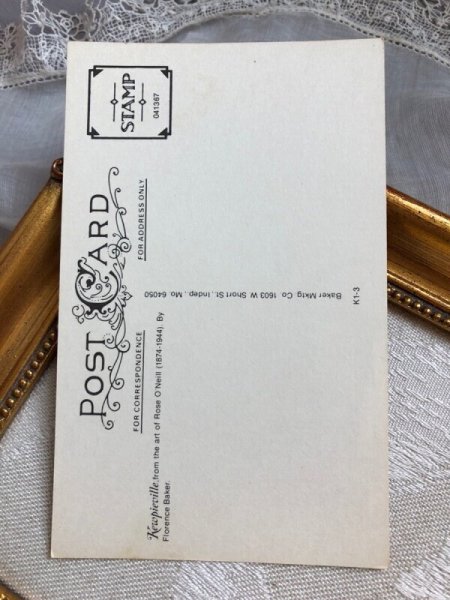 POST CARD
STAMP
041367
FOR CORRESPONDENCE
FOR ADDRESS ONLY
Kewpieville, from the art of Rose O'Neill (1874-1944). By
Florence Baker.
Baker Mktg. Co. 1603 W Short St. Indep., Mo. 64050
K1-3